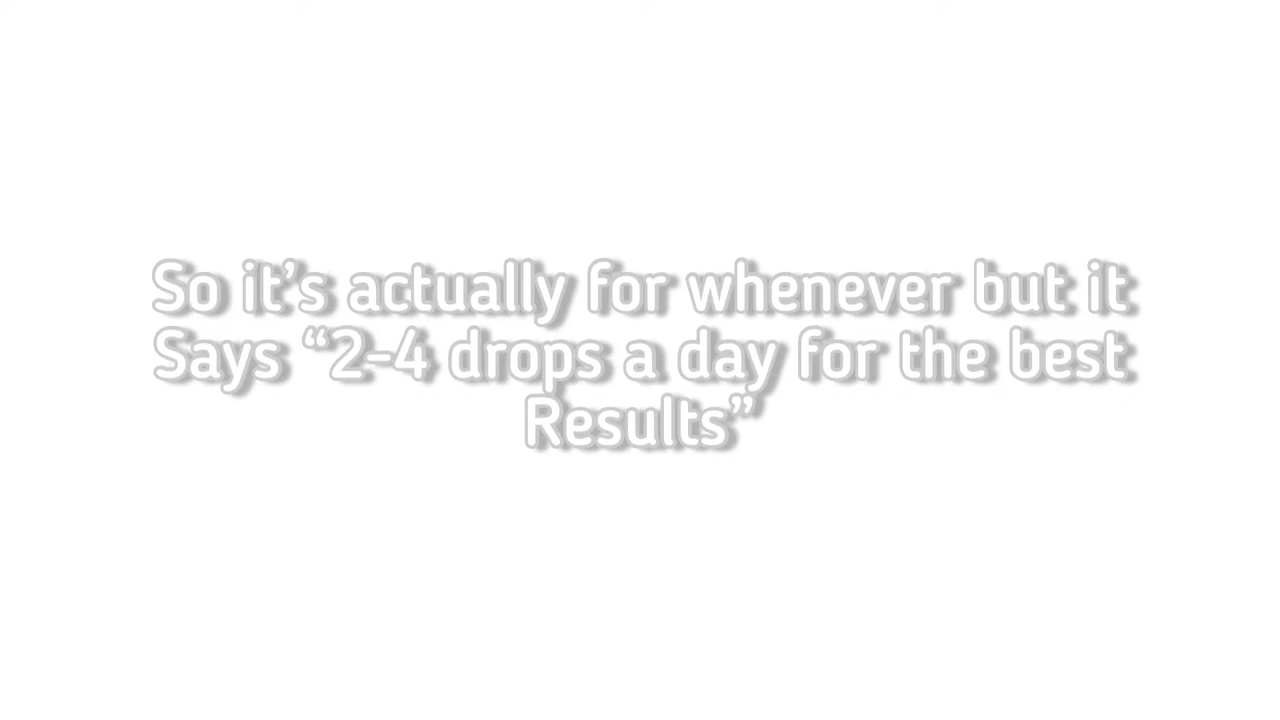 So it’s actually for whenever but it
Says “2-4 drops a day for the best
Results”